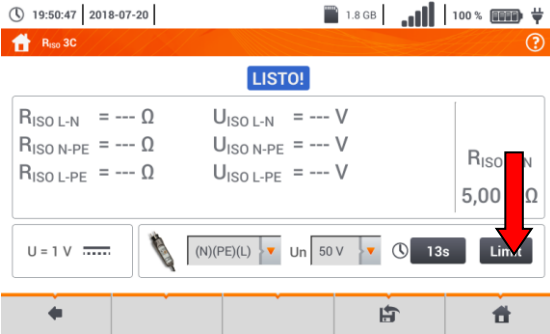 19:50:47 2018-07-20 1.8 GB 100 %
RISO 3C ?
LISTO!
RISO L-N = --- Ω UISO L-N = --- V
RISO N-PE = --- Ω UISO N-PE = --- V
RISO L-PE = --- Ω UISO L-PE = --- V
RISO
5,00 Ω
U = 1 V (N)(PE)(L) Un 50 V 13s Limit